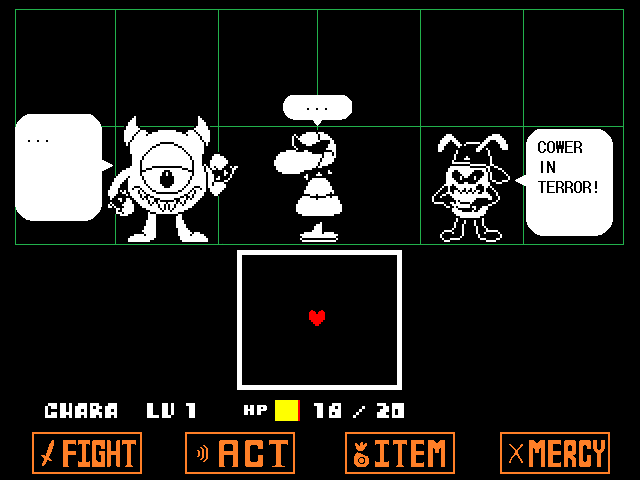 ...
...
COWER
IN
TERROR!
CHARA LV 1 HP 18 / 20
FIGHT ACT ITEM MERCY